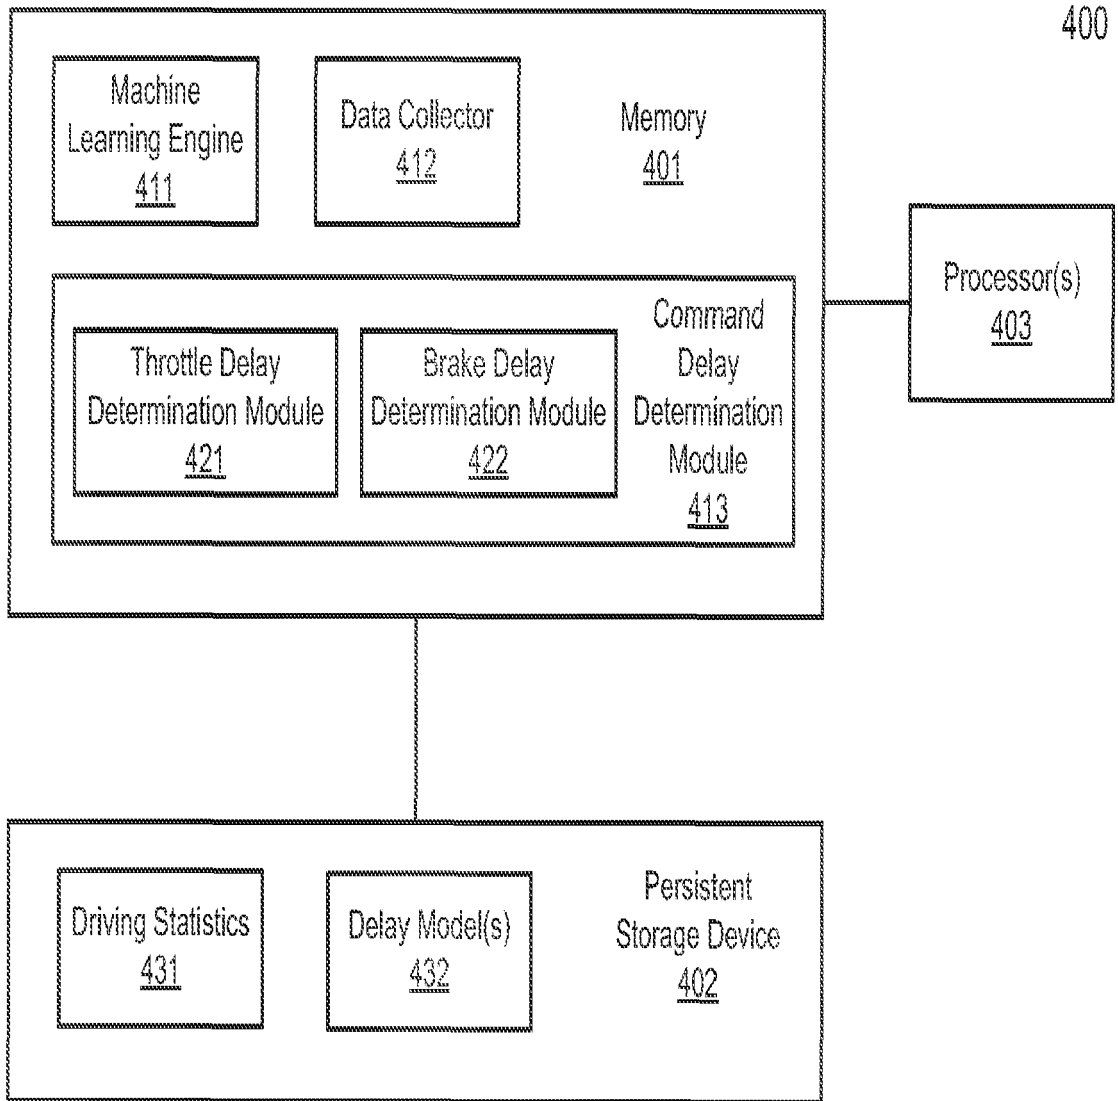 400
Machine
Learning Engine
411
Data Collector
412
Memory
401
Processor(s)
403
Throttle Delay
Determination Module
421
Brake Delay
Determination Module
422
Command
Delay
Determination
Module
413
Driving Statistics
431
Delay Model(s)
432
Persistent
Storage Device
402